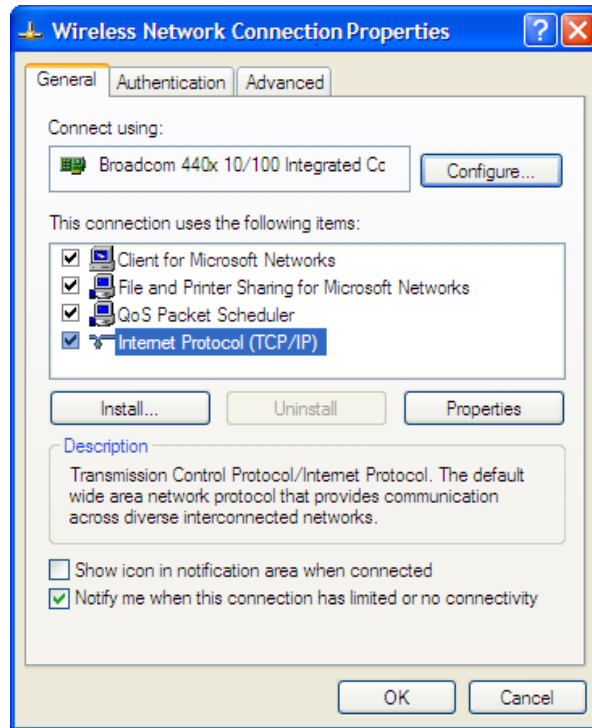 Wireless Network Connection Properties
General Authentication Advanced
Connect using:
Broadcom 440x 10/100 Integrated Cc
Configure...
This connection uses the following items:
Client for Microsoft Networks
File and Printer Sharing for Microsoft Networks
QoS Packet Scheduler
Internet Protocol (TCP/IP)
Install... Uninstall Properties
Description
Transmission Control Protocol/Internet Protocol. The default
wide area network protocol that provides communication
across diverse interconnected networks.
Show icon in notification area when connected
Notify me when this connection has limited or no connectivity
OK Cancel